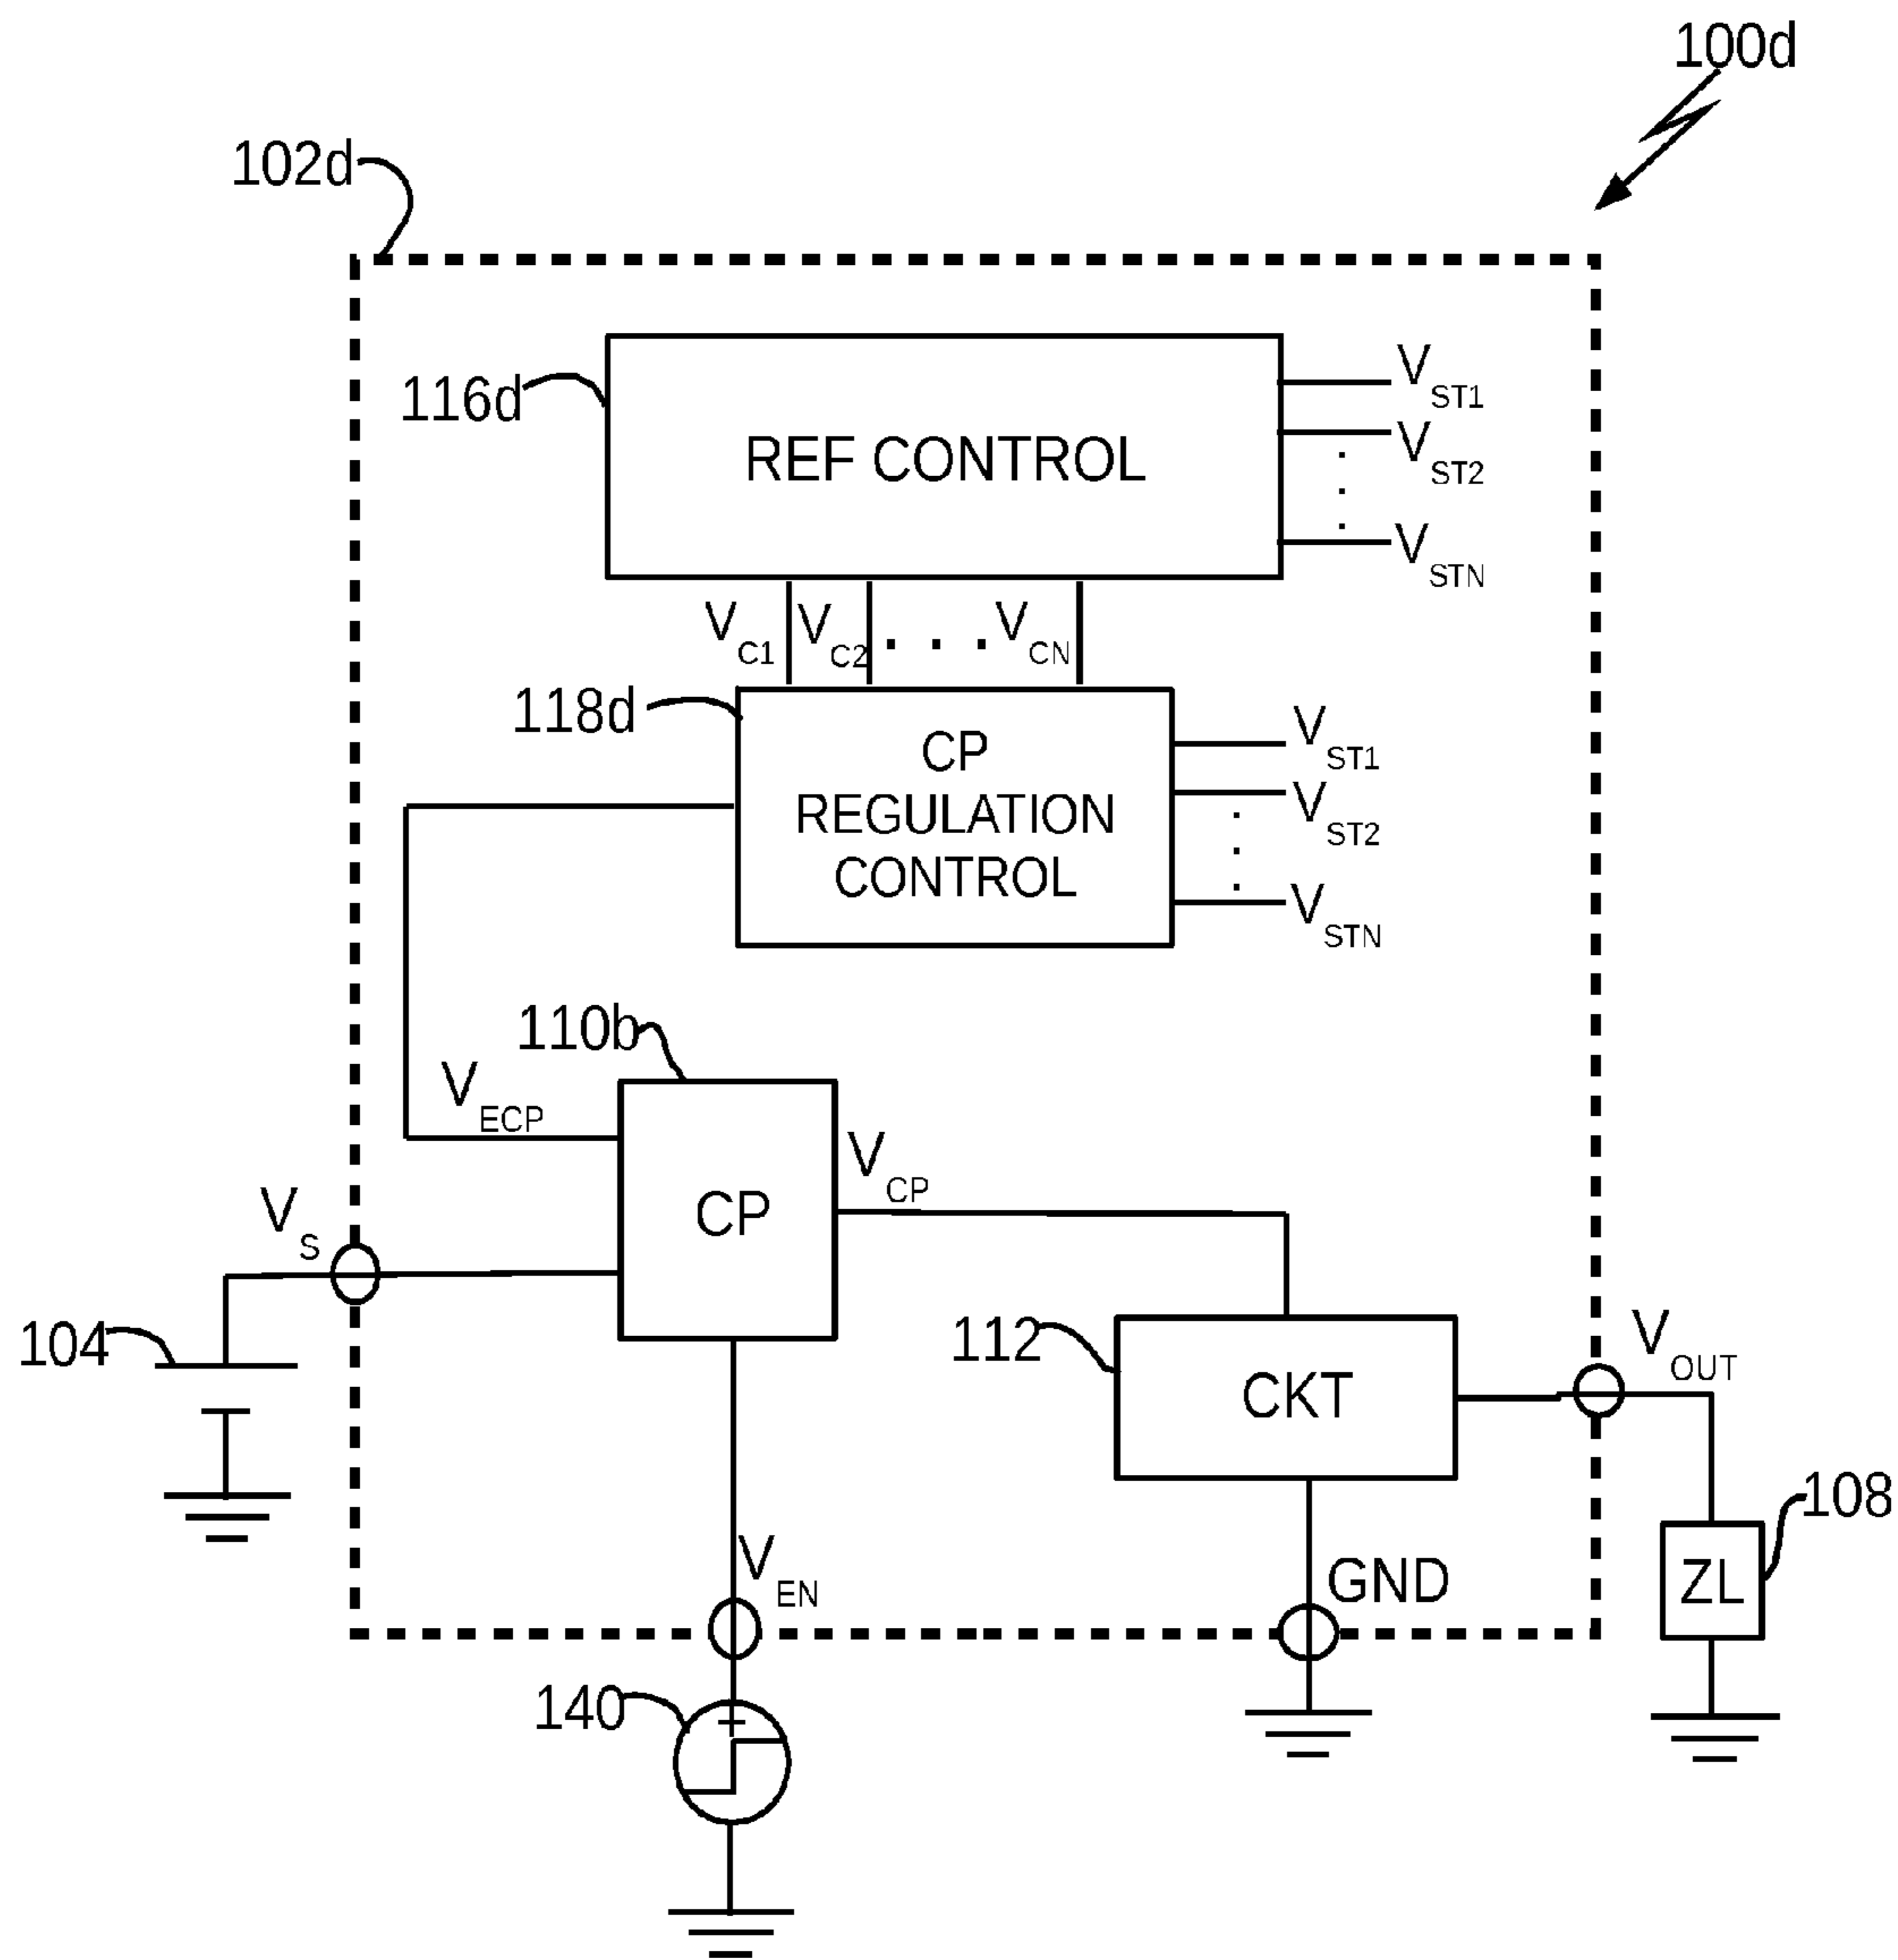 100d
102d
116d
REF CONTROL
VST1
VST2
.
.
.
VSTN
VC1 VC2 . . . VCN
118d
CP
REGULATION
CONTROL
VST1
VST2
.
.
.
VSTN
110b
VECP
CP
VCP
VS
104
112
CKT
VOUT
108
ZL
VEN
GND
140
+